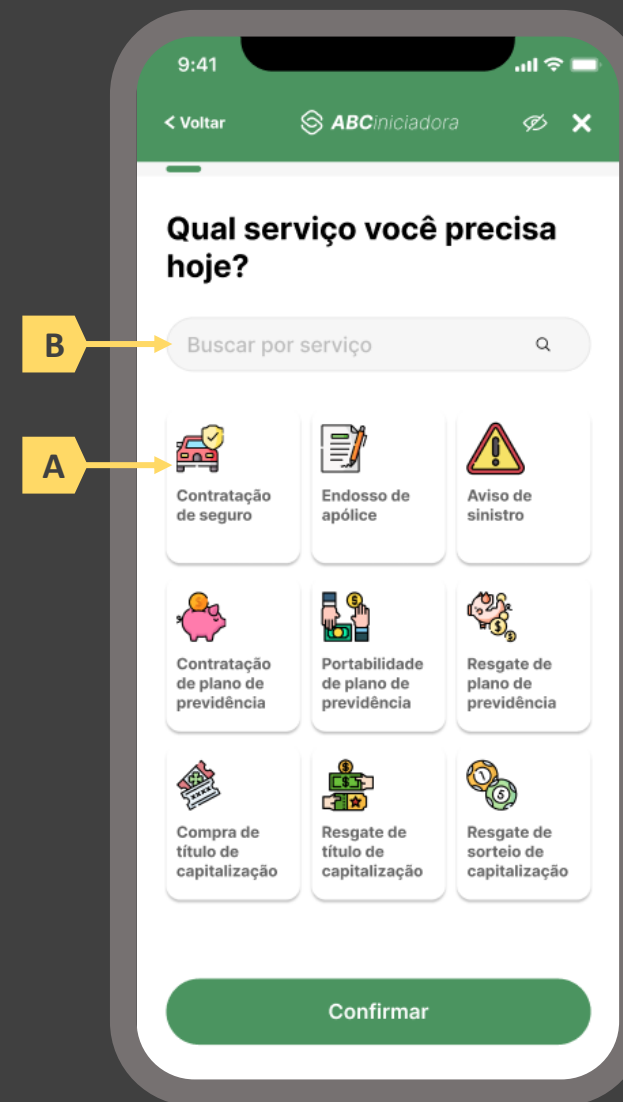 9:41
< Voltar
ABCiniciadora
Qual serviço você precisa
hoje?
B
Buscar por serviço
A
Contratação
de seguro
Endosso de
apólice
Aviso de
sinistro
Contratação
de plano de
previdência
Portabilidade
de plano de
previdência
Resgate de
plano de
previdência
Compra de
título de
capitalização
Resgate de
título de
capitalização
Resgate de
sorteio de
capitalização
Confirmar